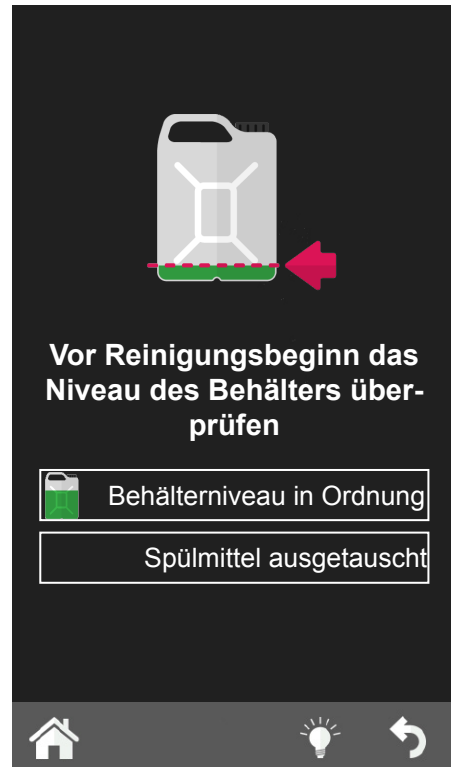 Vor Reinigungsbeginn das
Niveau des Behälters über-
prüfen
Behälterniveau in Ordnung
Spülmittel ausgetauscht